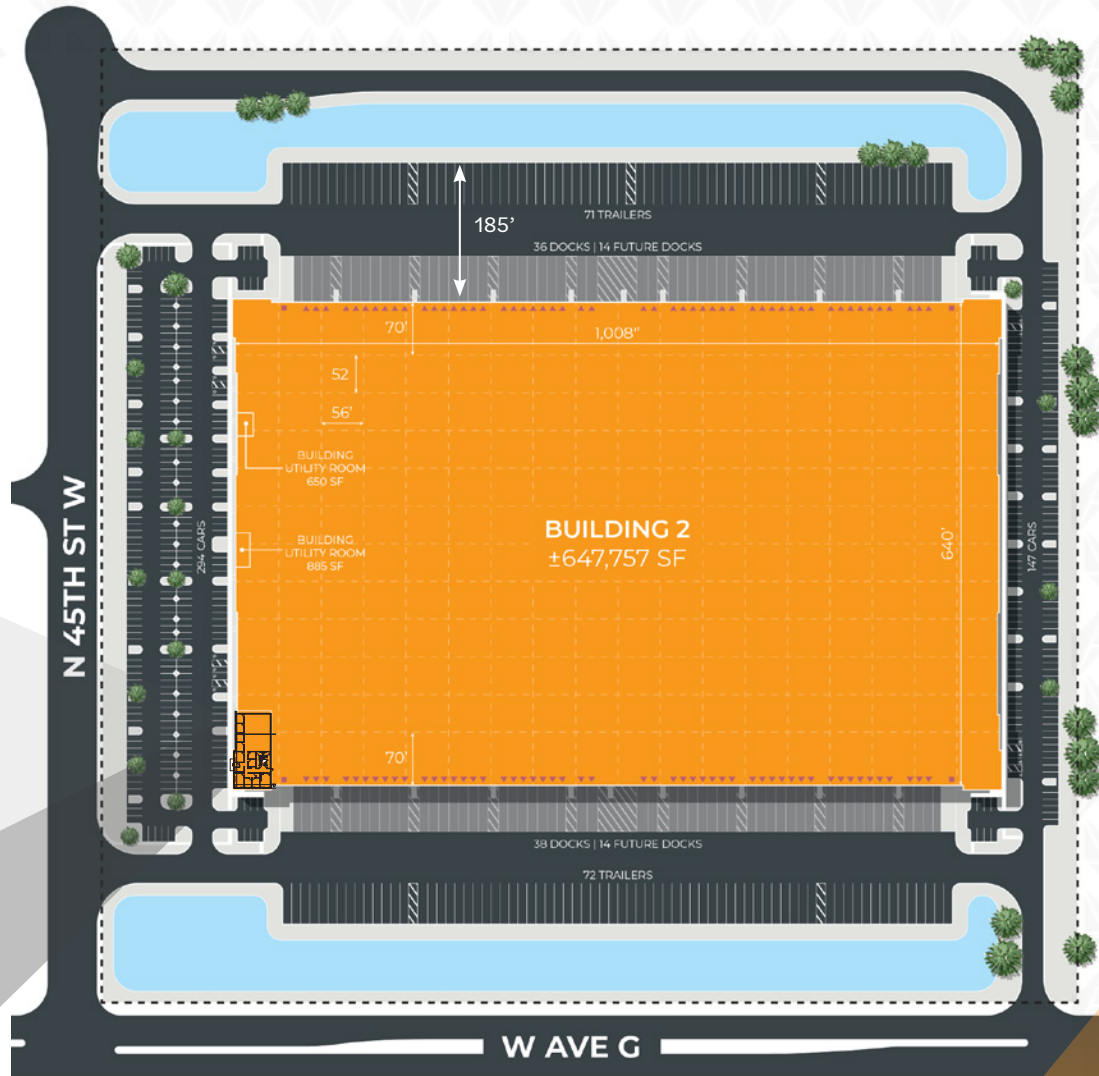 71 TRAILERS
185’
36 DOCKS | 14 FUTURE DOCKS
70'
1,008"
52
56'
BUILDING
UTILITY ROOM
650 SF
BUILDING 2
±647,757 SF
BUILDING
UTILITY ROOM
885 SF
640'
294 CARS
147 CARS
N 45TH ST W
70'
38 DOCKS | 14 FUTURE DOCKS
72 TRAILERS
W AVE G